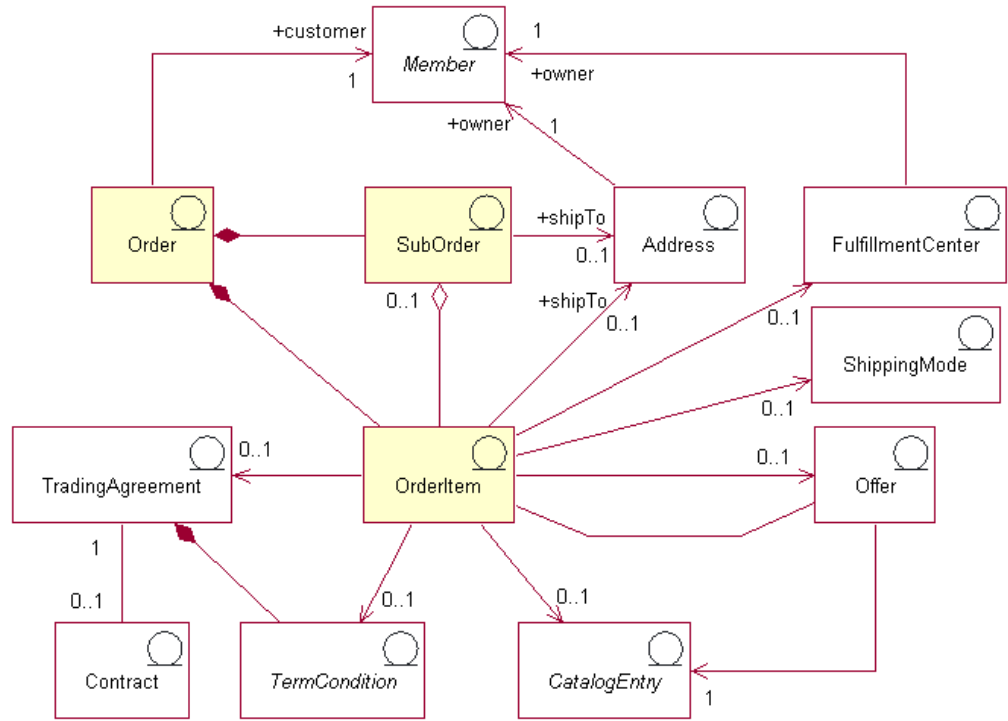 +customer
1
Member
1
+owner
+owner
1
Order
SubOrder
+shipTo
0..1
Address
FulfillmentCenter
0..1
+shipTo
0..1
0..1
ShippingMode
0..1
TradingAgreement
0..1
OrderItem
0..1
Offer
1
0..1
0..1
0..1
Contract
TermCondition
CatalogEntry
1